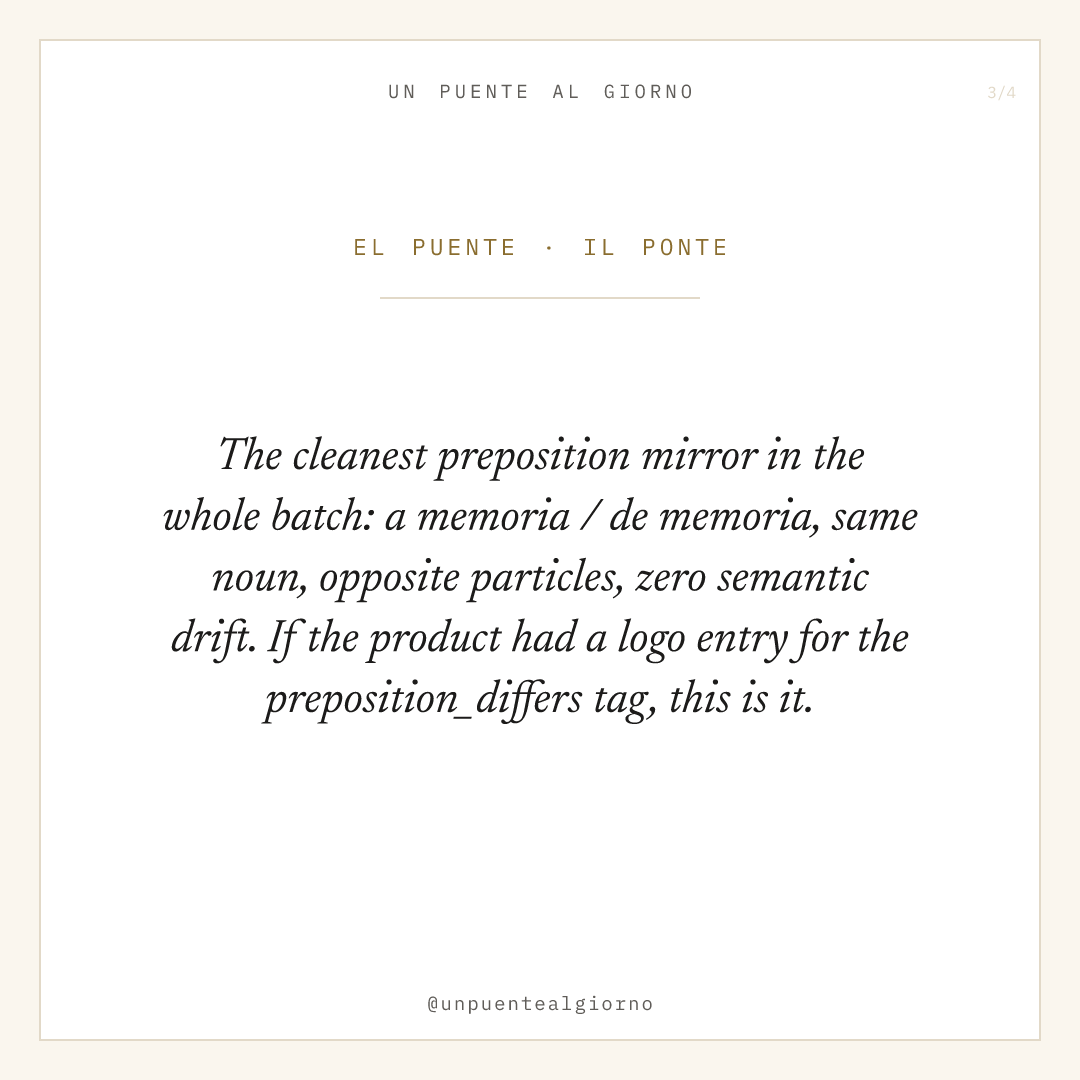 UN PUENTE AL GIORNO
3/4
EL PUENTE · IL PONTE
The cleanest preposition mirror in the
whole batch: a memoria / de memoria, same
noun, opposite particles, zero semantic
drift. If the product had a logo entry for the
preposition_differs tag, this is it.
@unpuentealgiorno